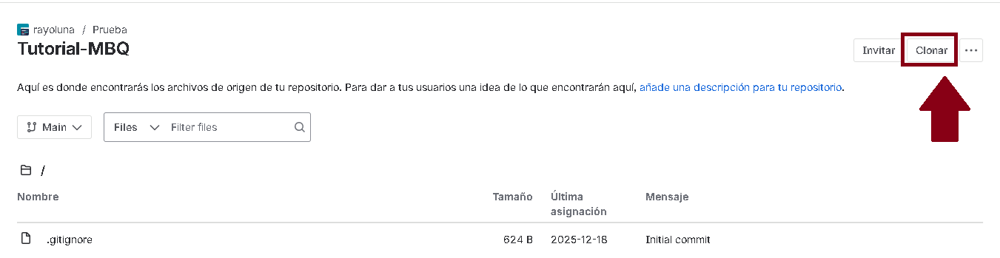 rayoluna / Prueba
Tutorial-MBQ
Invitar Clonar ...
Aquí es donde encontrarás los archivos de origen de tu repositorio. Para dar a tus usuarios una idea de lo que encontrarán aquí, añade una descripción para tu repositorio.
Main Files Filter files
/
Nombre Tamaño Última asignación Mensaje
.gitignore 624 B 2025-12-18 Initial commit